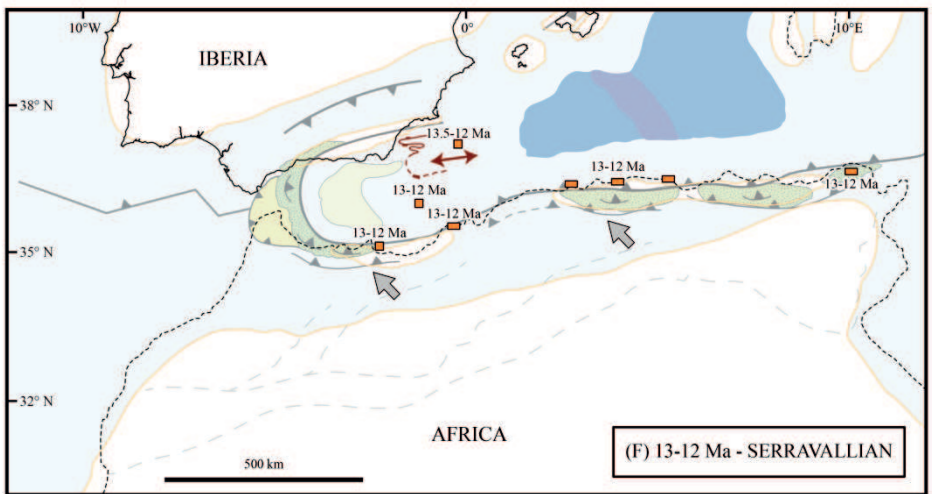 10°W
0°
10°E
IBERIA
38° N
13.5-12 Ma
13-12 Ma
13-12 Ma
13-12 Ma
13-12 Ma
13-12 Ma
35° N
32° N
AFRICA
500 km
(F) 13-12 Ma - SERRAVALLIAN